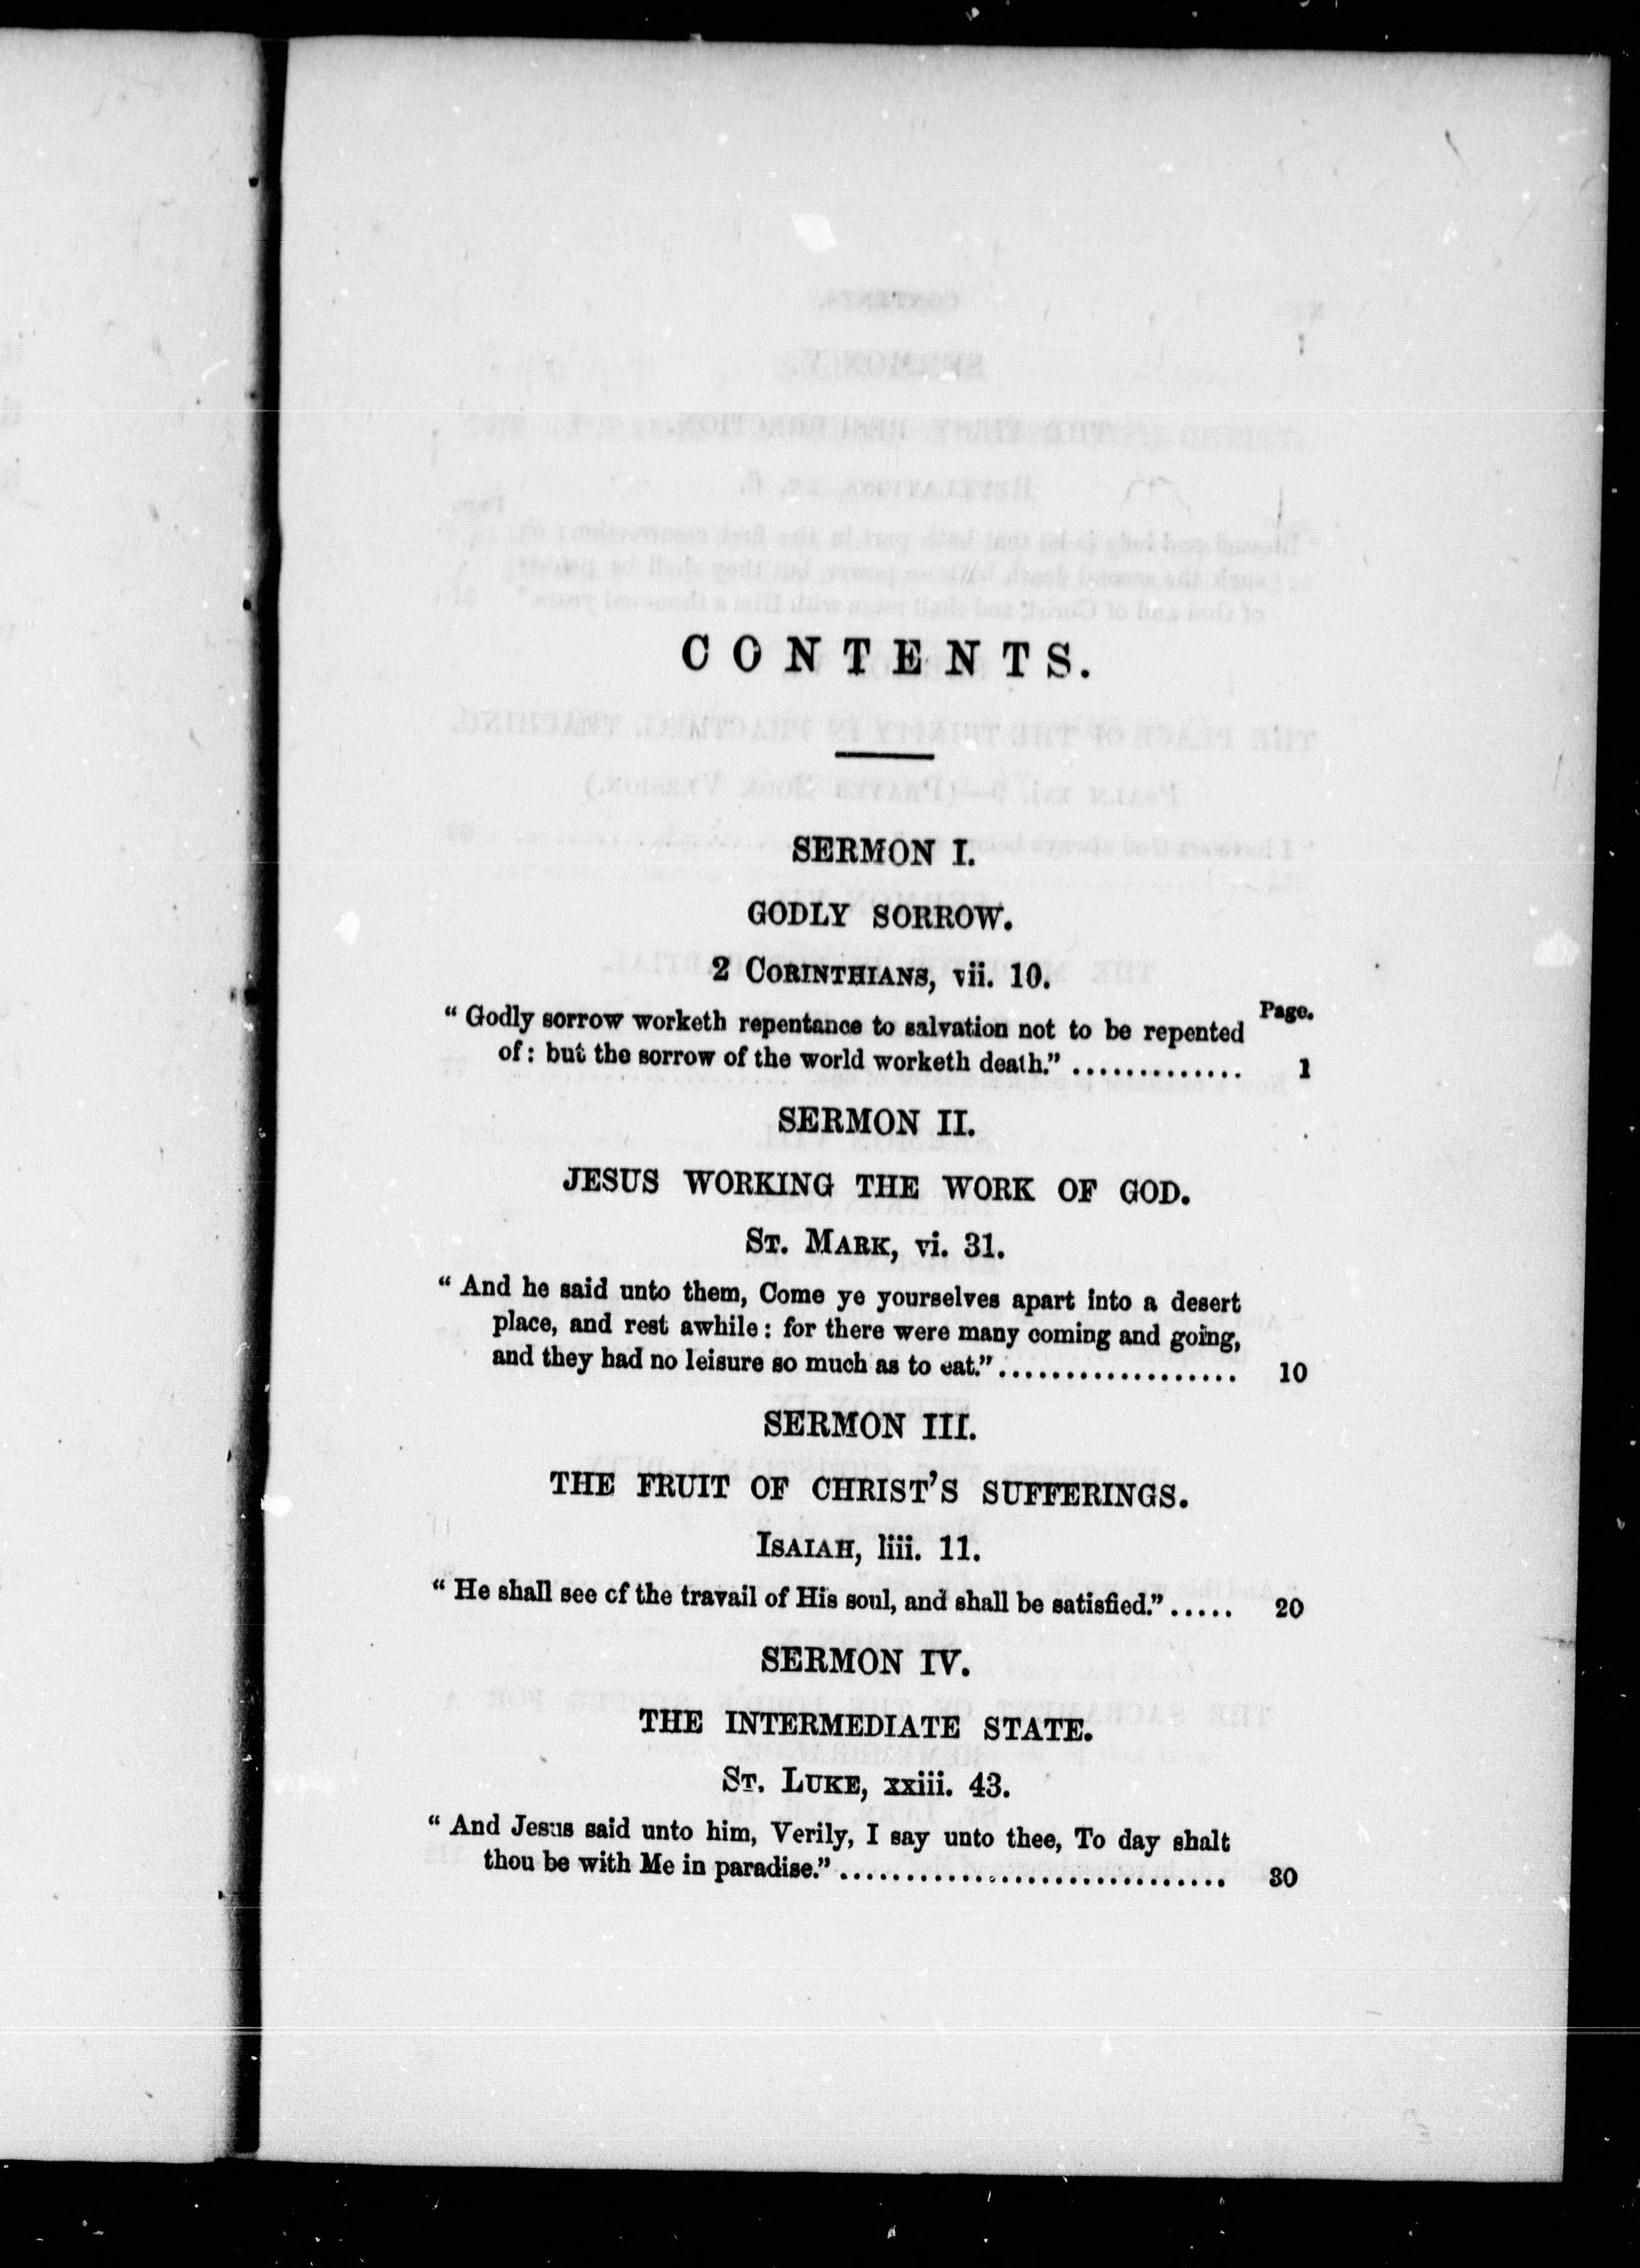 CONTENTS.
SERMON I.
GODLY SORROW.
2 CORINTHIANS, vii. 10.
Page.
“ Godly sorrow worketh repentance to salvation not to be repented
of: but the sorrow of the world worketh death.” ............. 1
SERMON II.
JESUS WORKING THE WORK OF GOD.
ST. MARK, vi. 31.
“ And he said unto them, Come ye yourselves apart into a desert
place, and rest awhile: for there were many coming and going,
and they had no leisure so much as to eat.” .................. 10
SERMON III.
THE FRUIT OF CHRIST’S SUFFERINGS.
ISAIAH, liii. 11.
“ He shall see of the travail of His soul, and shall be satisfied.” ..... 20
SERMON IV.
THE INTERMEDIATE STATE.
ST. LUKE, xxiii. 43.
“ And Jesus said unto him, Verily, I say unto thee, To day shalt
thou be with Me in paradise.” .............................. 30